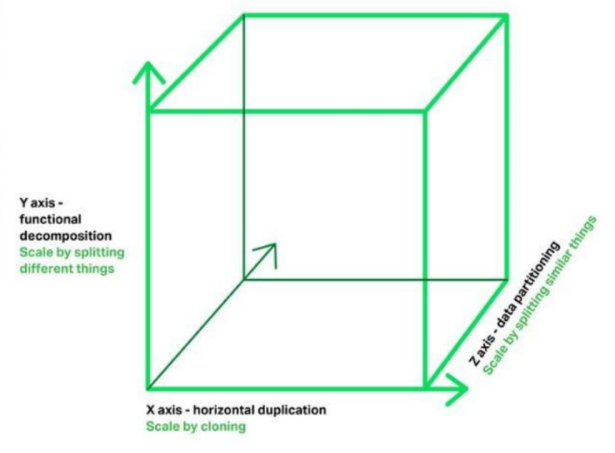 Y axis -
functional
decomposition
Scale by splitting
different things
Z axis - data partitioning
Scale by splitting similar things
X axis - horizontal duplication
Scale by cloning